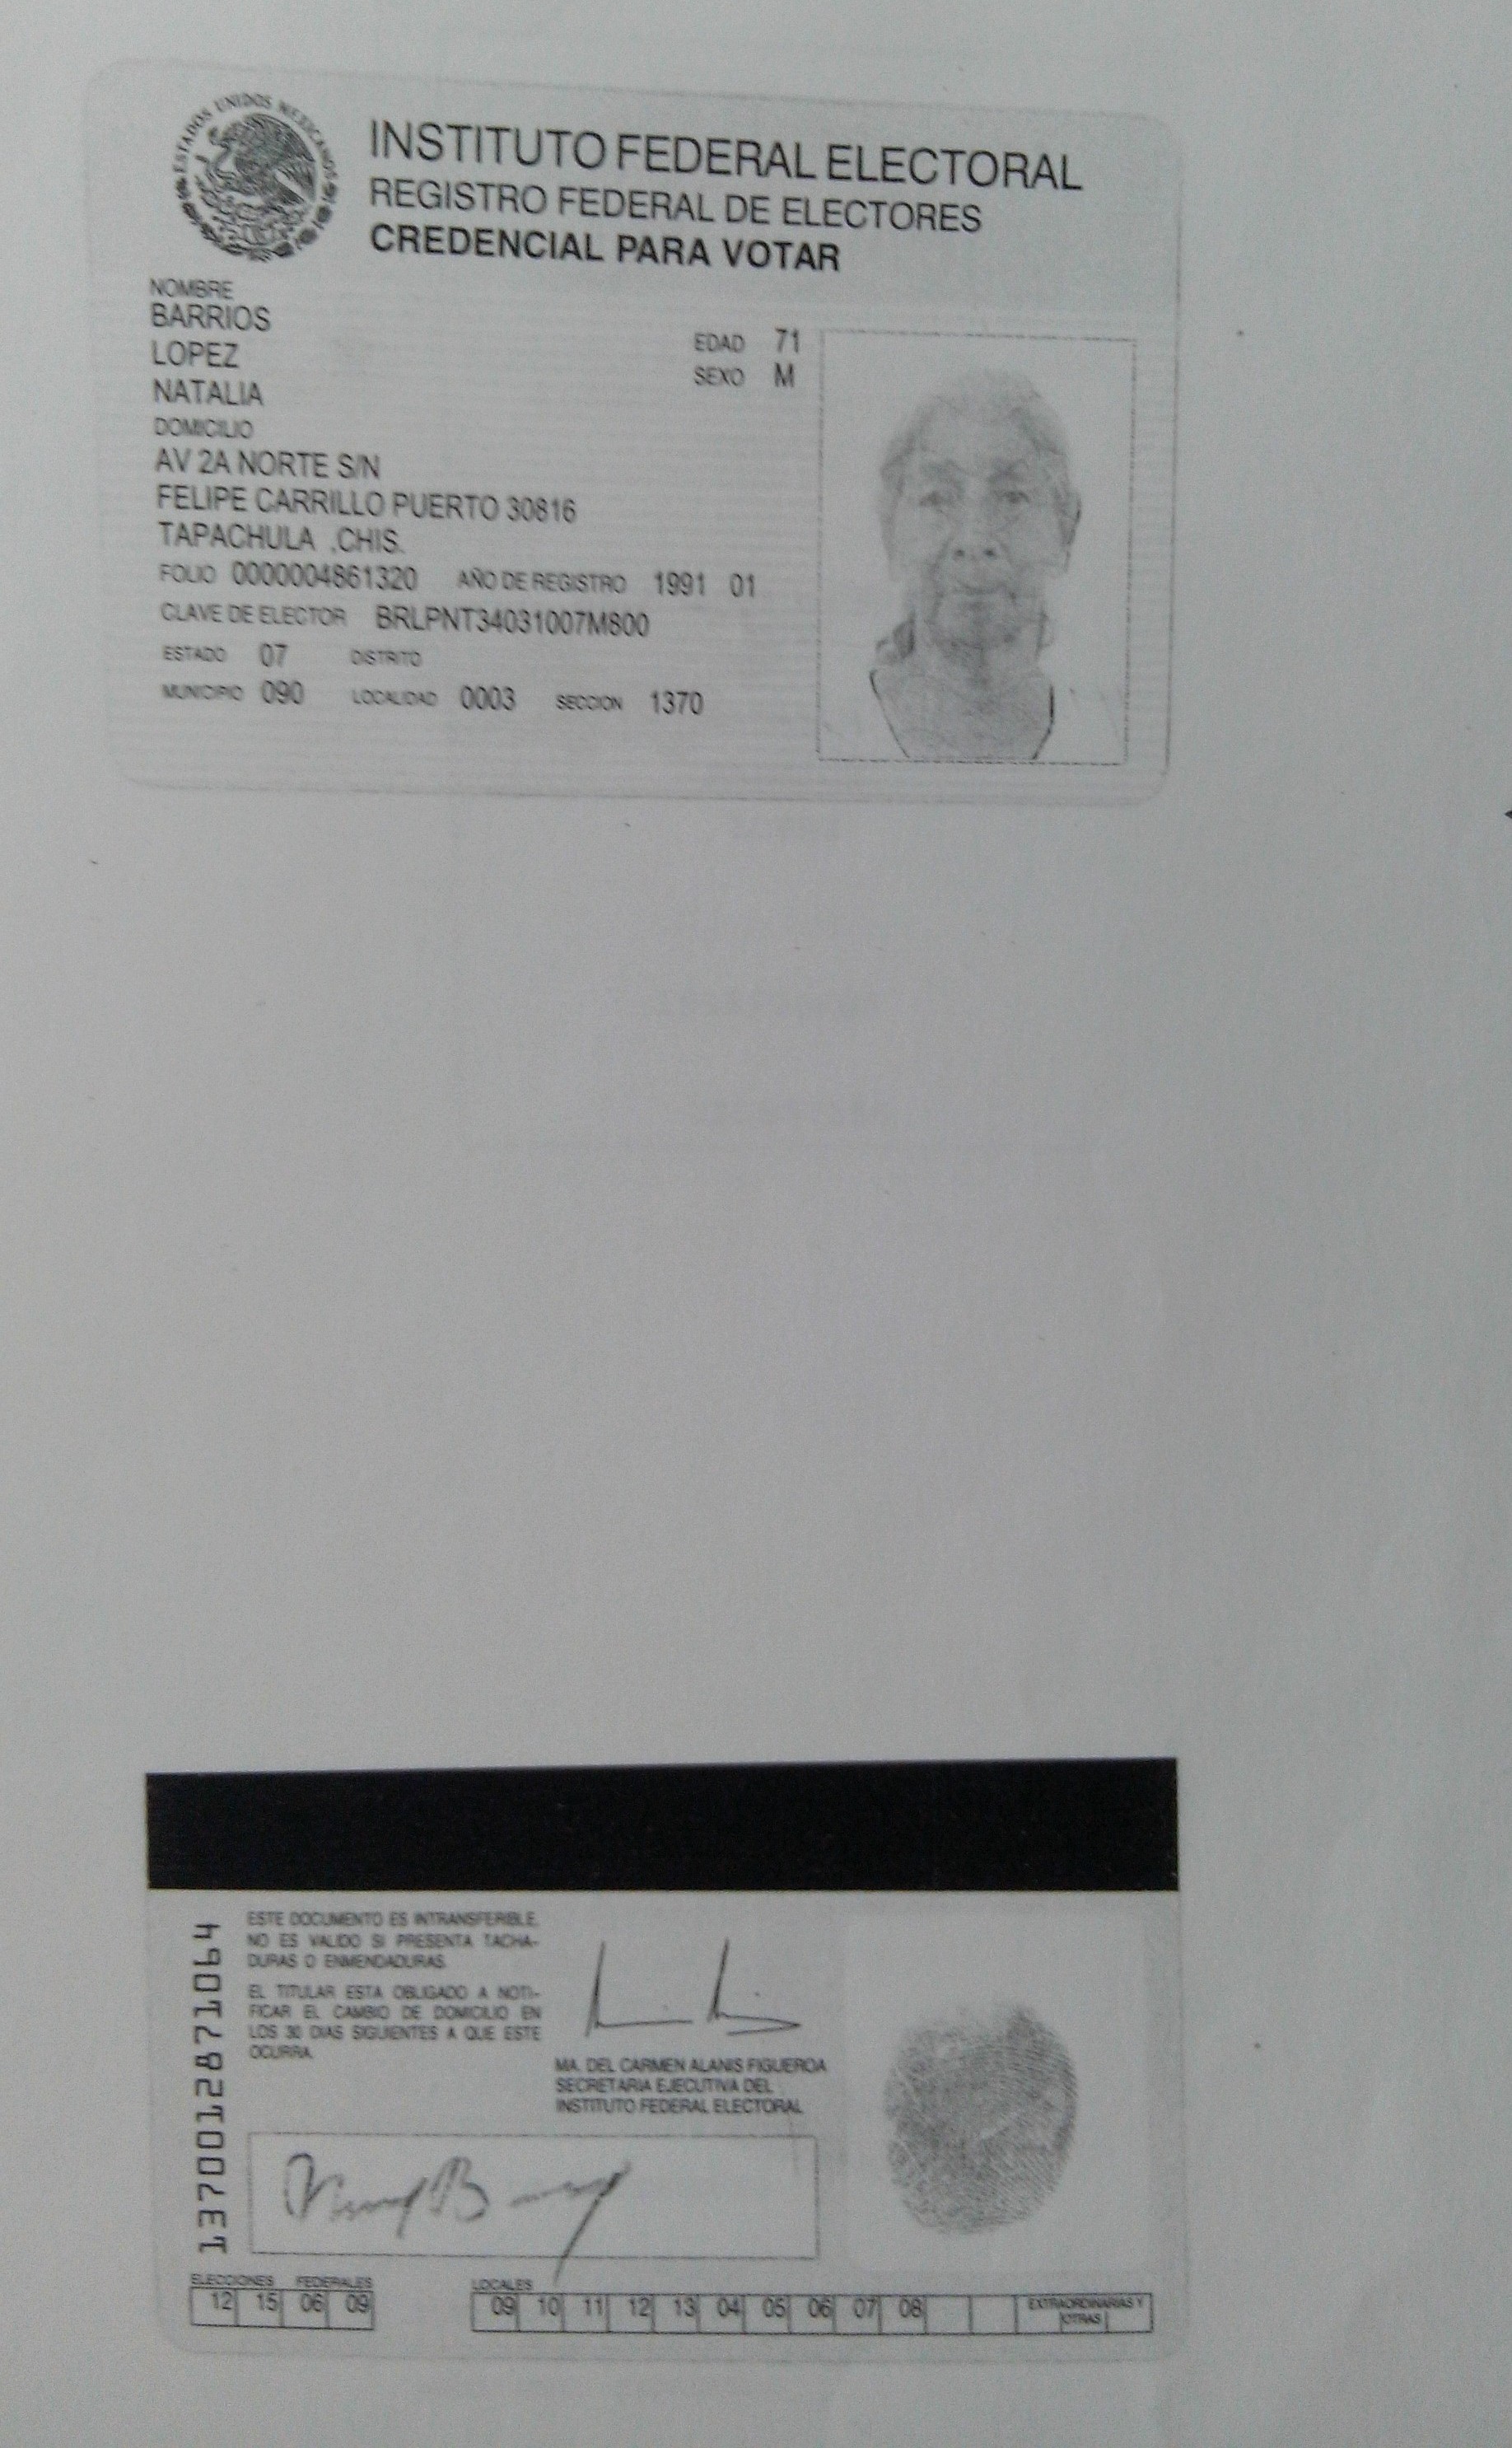 ESTADOS UNIDOS MEXICANOS
INSTITUTO FEDERAL ELECTORAL
REGISTRO FEDERAL DE ELECTORES
CREDENCIAL PARA VOTAR
NOMBRE
BARRIOS
LOPEZ
NATALIA
EDAD 71
SEXO M
DOMICILIO
AV 2A NORTE S/N
FELIPE CARRILLO PUERTO 30816
TAPACHULA ,CHIS.
FOLIO 0000004861320 AÑO DE REGISTRO 1991 01
CLAVE DE ELECTOR BRLPNT34031007M800
ESTADO 07 DISTRITO
MUNICIPIO 090 LOCALIDAD 0003 SECCION 1370
1370012871064
ESTE DOCUMENTO ES INTRANSFERIBLE.
NO ES VALIDO SI PRESENTA TACHA-
DURAS O ENMENDADURAS.
EL TITULAR ESTA OBLIGADO A NOTI-
FICAR EL CAMBIO DE DOMICILIO EN
LOS 30 DIAS SIGUIENTES A QUE ESTE
OCURRA.
MA. DEL CARMEN ALANIS FIGUEROA
SECRETARIA EJECUTIVA DEL
INSTITUTO FEDERAL ELECTORAL
ELECCIONES FEDERALES
12 15 06 09
LOCALES
09 10 11 12 13 04 05 06 07 08
EXTRAORDINARIAS Y
OTRAS